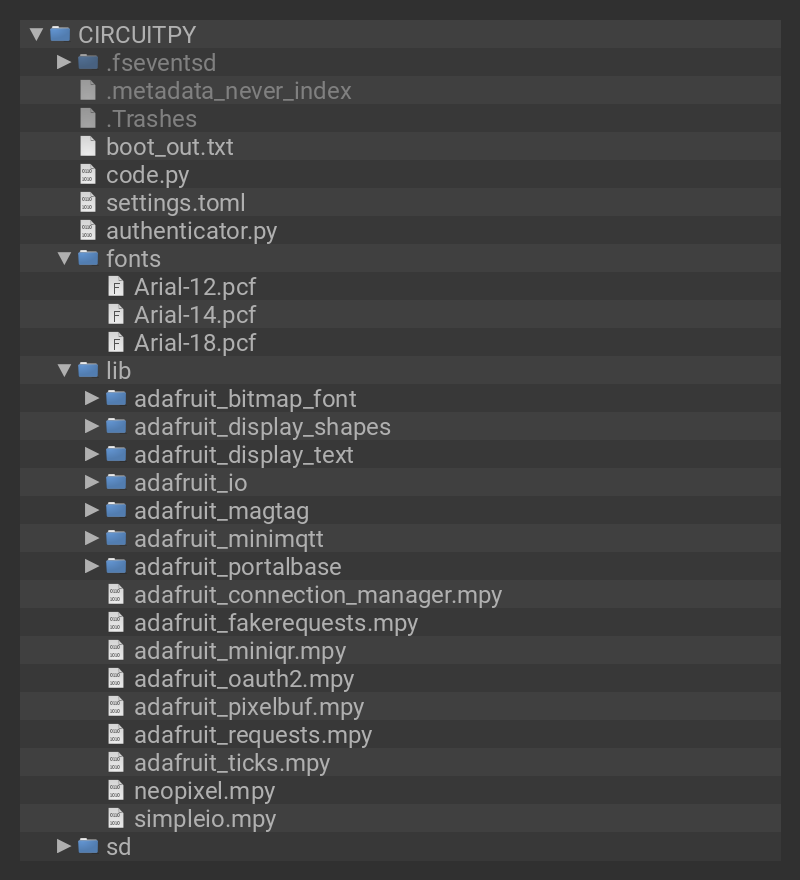 CIRCUITPY
.fseventsd
.metadata_never_index
.Trashes
boot_out.txt
code.py
settings.toml
authenticator.py
fonts
Arial-12.pcf
Arial-14.pcf
Arial-18.pcf
lib
adafruit_bitmap_font
adafruit_display_shapes
adafruit_display_text
adafruit_io
adafruit_magtag
adafruit_minimqtt
adafruit_portalbase
adafruit_connection_manager.mpy
adafruit_fakerequests.mpy
adafruit_miniqr.mpy
adafruit_oauth2.mpy
adafruit_pixelbuf.mpy
adafruit_requests.mpy
adafruit_ticks.mpy
neopixel.mpy
simpleio.mpy
sd